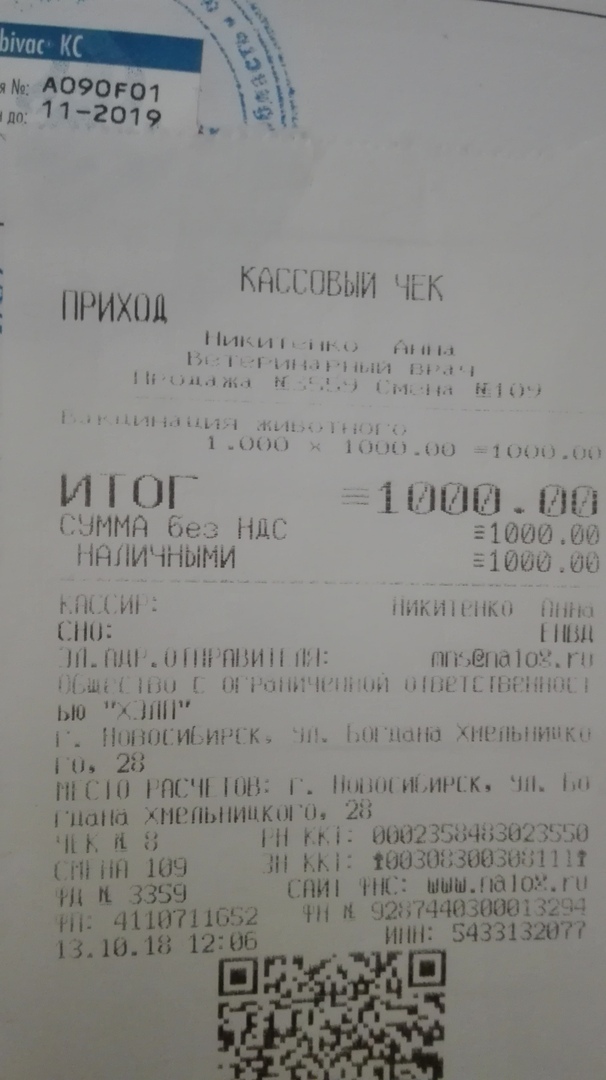 bivac KC
я №: A090F01
до: 11-2019
КАССОВЫЙ ЧЕК
ПРИХОД
Никитенко Анна
Ветеринарный врач
Продажа №3359 Смена №109
Вакцинация животного
1.000 x 1000.00 =1000.00
ИТОГ =1000.00
СУММА без НДС =1000.00
НАЛИЧНЫМИ =1000.00
КАССИР: Никитенко Анна
СНО: ЕНВД
ЭЛ.АДР.ОТПРАВИТЕЛЯ: mns@nalog.ru
Общество с ограниченной ответственност
ью "ХЭЛП"
г. Новосибирск, ул. Богдана Хмельницко
го, 28
МЕСТО РАСЧЕТОВ: г. Новосибирск, ул. Бо
гдана Хмельницкого, 28
ЧЕК № 8 РН ККТ: 0002358483023550
СМЕНА 109 ЗН ККТ: 00308300308111
ФД № 3359 САЙТ ФНС: www.nalog.ru
ФП: 4110711652 ФН № 9287440300013294
13.10.18 12:06 ИНН: 5433132077